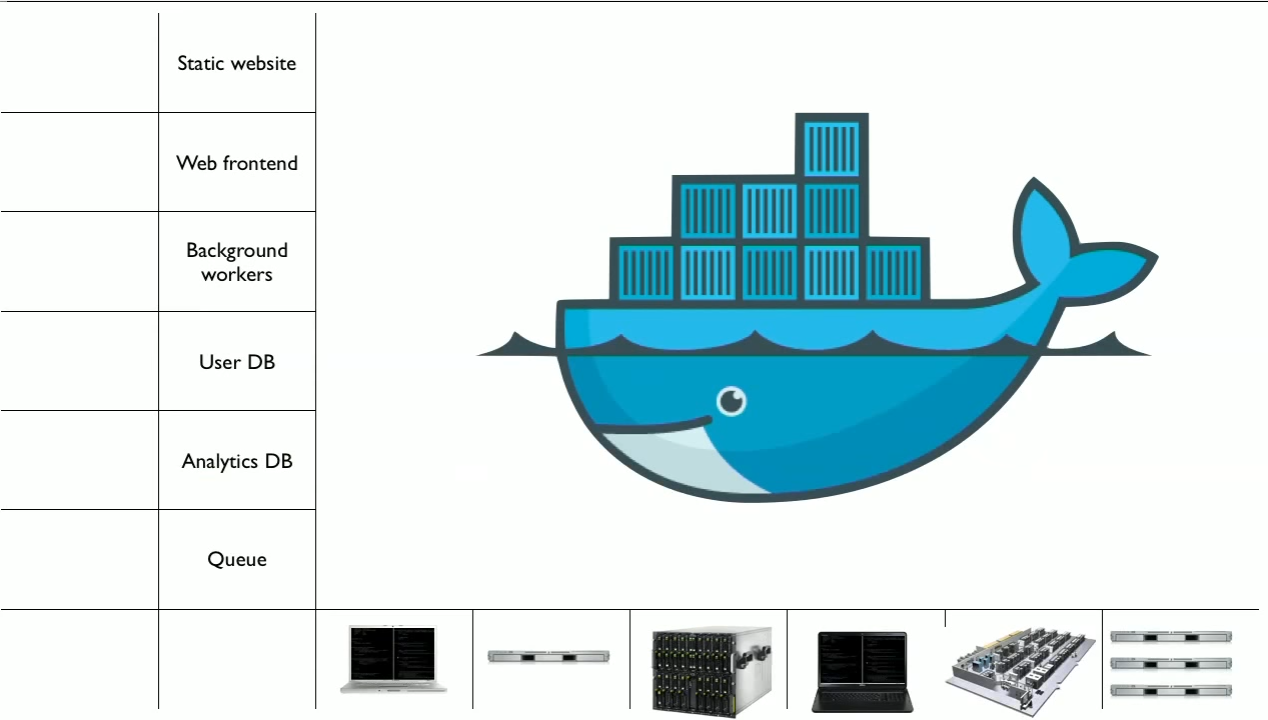 Static website
Web frontend
Background
workers
User DB
Analytics DB
Queue